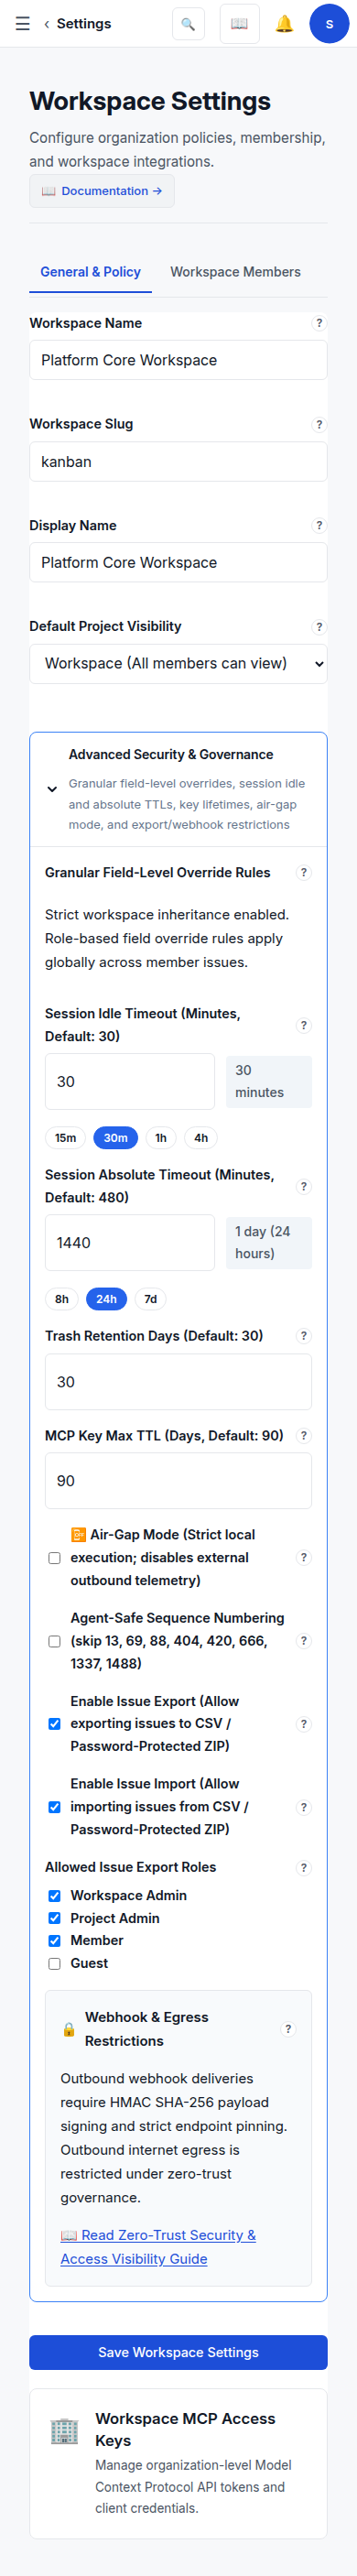 ☰ ‹ Settings 🔍 📖 🔔 S
Workspace Settings
Configure organization policies, membership,
and workspace integrations.
📖 Documentation →
General & Policy Workspace Members
Workspace Name ?
Platform Core Workspace
Workspace Slug ?
kanban
Display Name ?
Platform Core Workspace
Default Project Visibility ?
Workspace (All members can view)
Advanced Security & Governance
Granular field-level overrides, session idle
and absolute TTLs, key lifetimes, air-gap
mode, and export/webhook restrictions
Granular Field-Level Override Rules ?
Strict workspace inheritance enabled.
Role-based field override rules apply
globally across member issues.
Session Idle Timeout (Minutes,
Default: 30) ?
30 30
minutes
15m 30m 1h 4h
Session Absolute Timeout (Minutes,
Default: 480) ?
1440 1 day (24
hours)
8h 24h 7d
Trash Retention Days (Default: 30) ?
30
MCP Key Max TTL (Days, Default: 90) ?
90
📴 Air-Gap Mode (Strict local
execution; disables external ?
outbound telemetry)
Agent-Safe Sequence Numbering
(skip 13, 69, 88, 404, 420, 666, ?
1337, 1488)
Enable Issue Export (Allow
exporting issues to CSV / ?
Password-Protected ZIP)
Enable Issue Import (Allow
importing issues from CSV / ?
Password-Protected ZIP)
Allowed Issue Export Roles ?
Workspace Admin
Project Admin
Member
Guest
🔒 Webhook & Egress
Restrictions ?
Outbound webhook deliveries
require HMAC SHA-256 payload
signing and strict endpoint pinning.
Outbound internet egress is
restricted under zero-trust
governance.
📖 Read Zero-Trust Security &
Access Visibility Guide
Save Workspace Settings
🏢 Workspace MCP Access
Keys
Manage organization-level Model
Context Protocol API tokens and
client credentials.